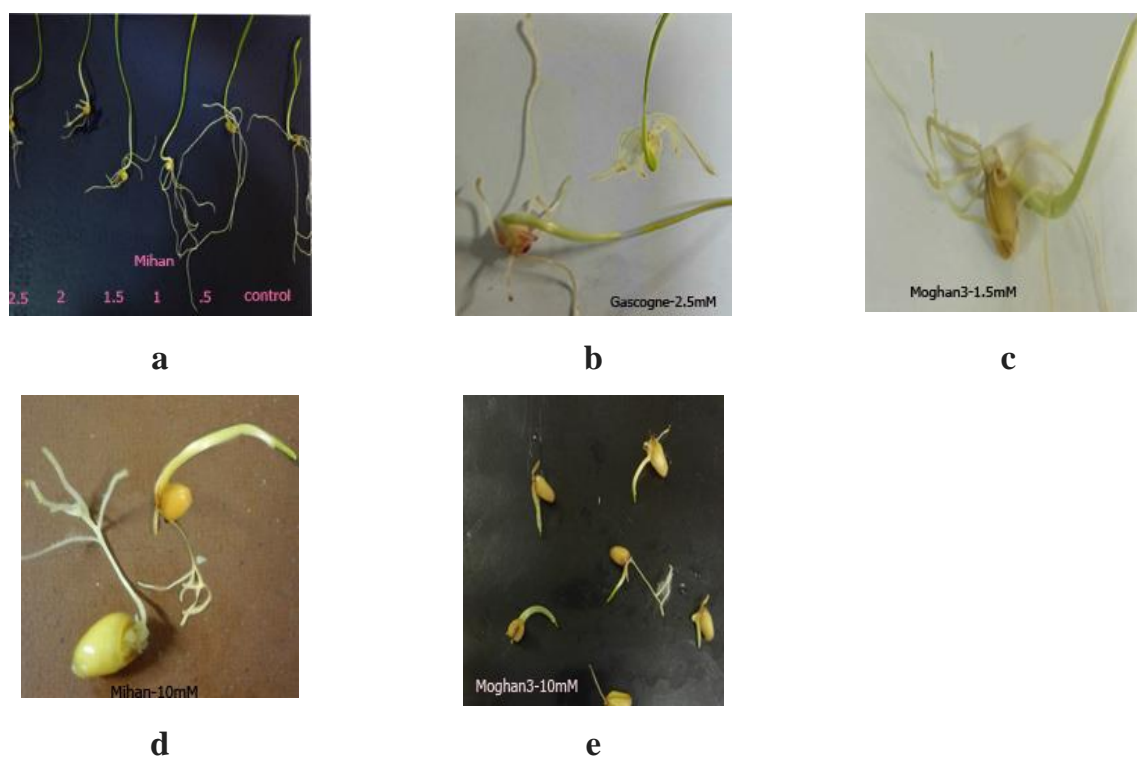 Mihan
2.5 2 1.5 1 .5 control
Gascogne-2.5mM
Moghan3-1.5mM
a b c
Mihan-10mM
Moghan3-10mM
d e